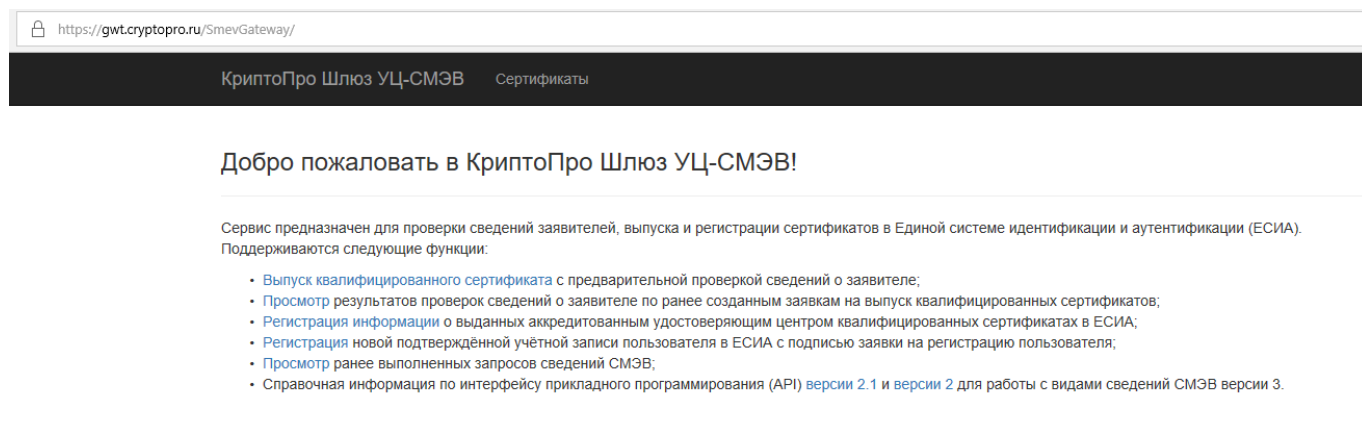 https://gwt.cryptopro.ru/SmevGateway/
КриптоПро Шлюз УЦ-СМЭВ Сертификаты
Добро пожаловать в КриптоПро Шлюз УЦ-СМЭВ!
Сервис предназначен для проверки сведений заявителей, выпуска и регистрации сертификатов в Единой системе идентификации и аутентификации (ЕСИА).
Поддерживаются следующие функции:
• Выпуск квалифицированного сертификата с предварительной проверкой сведений о заявителе;
• Просмотр результатов проверок сведений о заявителе по ранее созданным заявкам на выпуск квалифицированных сертификатов;
• Регистрация информации о выданных аккредитованным удостоверяющим центром квалифицированных сертификатах в ЕСИА;
• Регистрация новой подтверждённой учётной записи пользователя в ЕСИА с подписью заявки на регистрацию пользователя;
• Просмотр ранее выполненных запросов сведений СМЭВ;
• Справочная информация по интерфейсу прикладного программирования (API) версии 2.1 и версии 2 для работы с видами сведений СМЭВ версии 3.